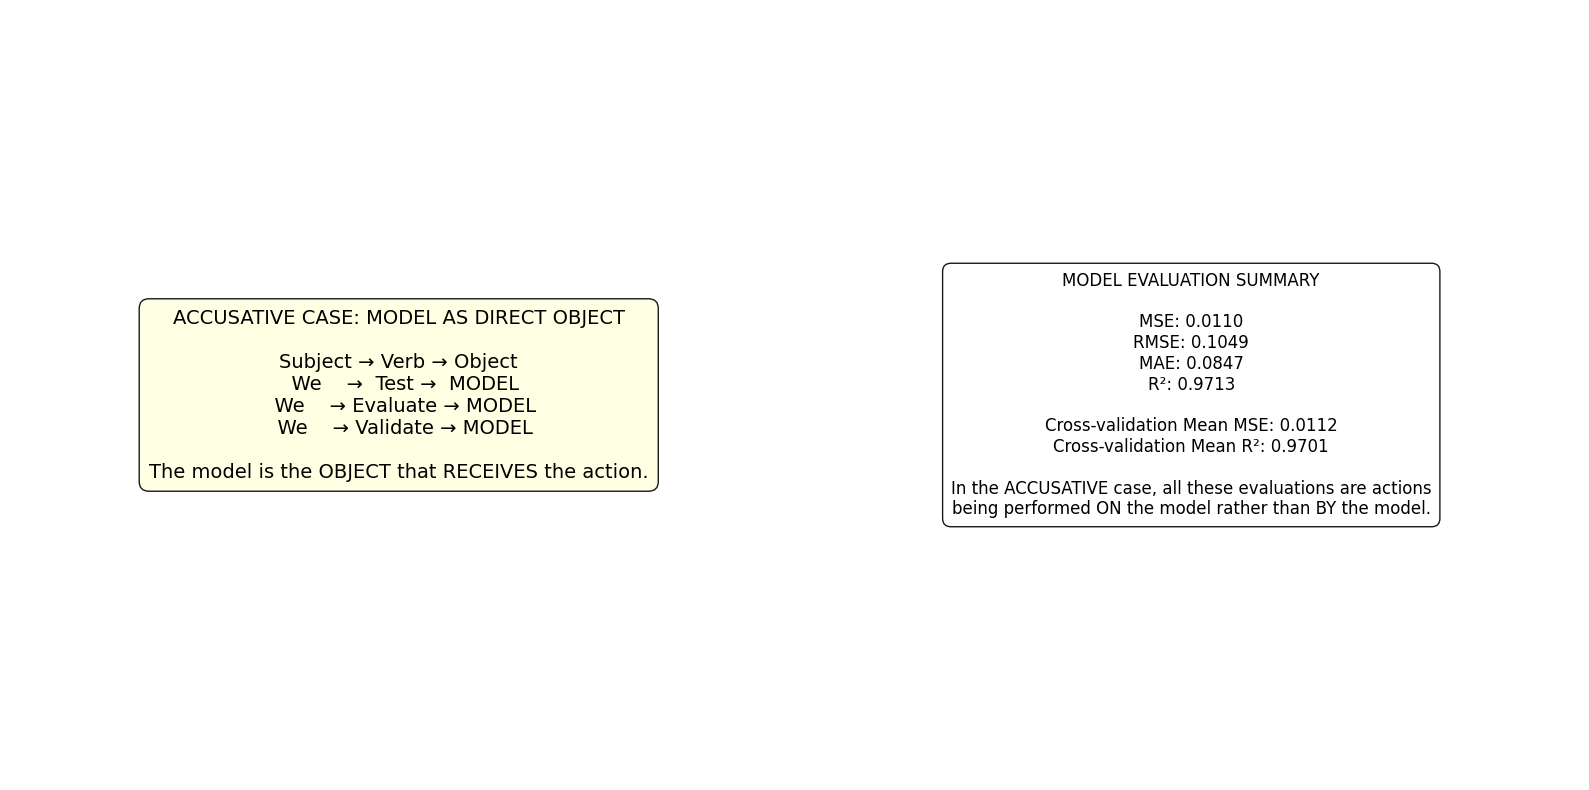 ACCUSATIVE CASE: MODEL AS DIRECT OBJECT
Subject → Verb → Object
We → Test → MODEL
We → Evaluate → MODEL
We → Validate → MODEL
The model is the OBJECT that RECEIVES the action.
MODEL EVALUATION SUMMARY
MSE: 0.0110
RMSE: 0.1049
MAE: 0.0847
R²: 0.9713
Cross-validation Mean MSE: 0.0112
Cross-validation Mean R²: 0.9701
In the ACCUSATIVE case, all these evaluations are actions
being performed ON the model rather than BY the model.